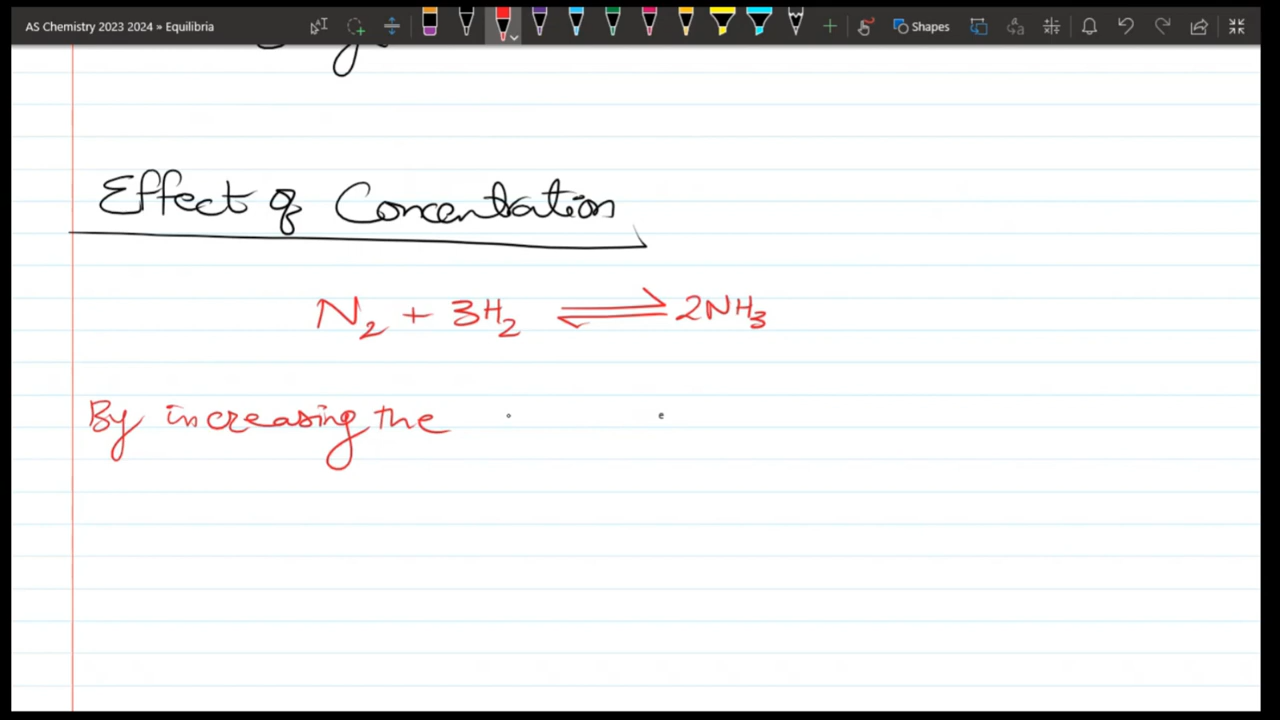 AS Chemistry 2023 2024 » Equilibria
Shapes
Effect of Concentration
N₂ + 3H₂ ⇌ 2NH₃
By increasing the